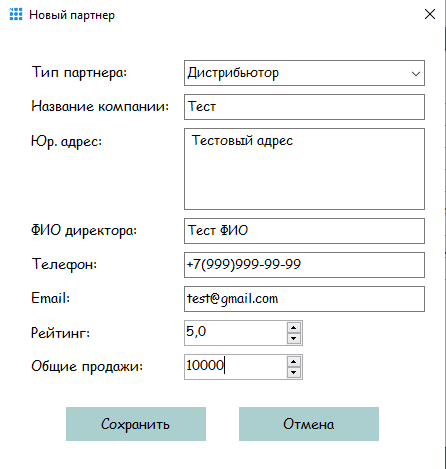 Новый партнер
Тип партнера: Дистрибьютор
Название компании: Тест
Юр. адрес: Тестовый адрес
ФИО директора: Тест ФИО
Телефон: +7(999)999-99-99
Email: test@gmail.com
Рейтинг: 5,0
Общие продажи: 10000
Сохранить Отмена